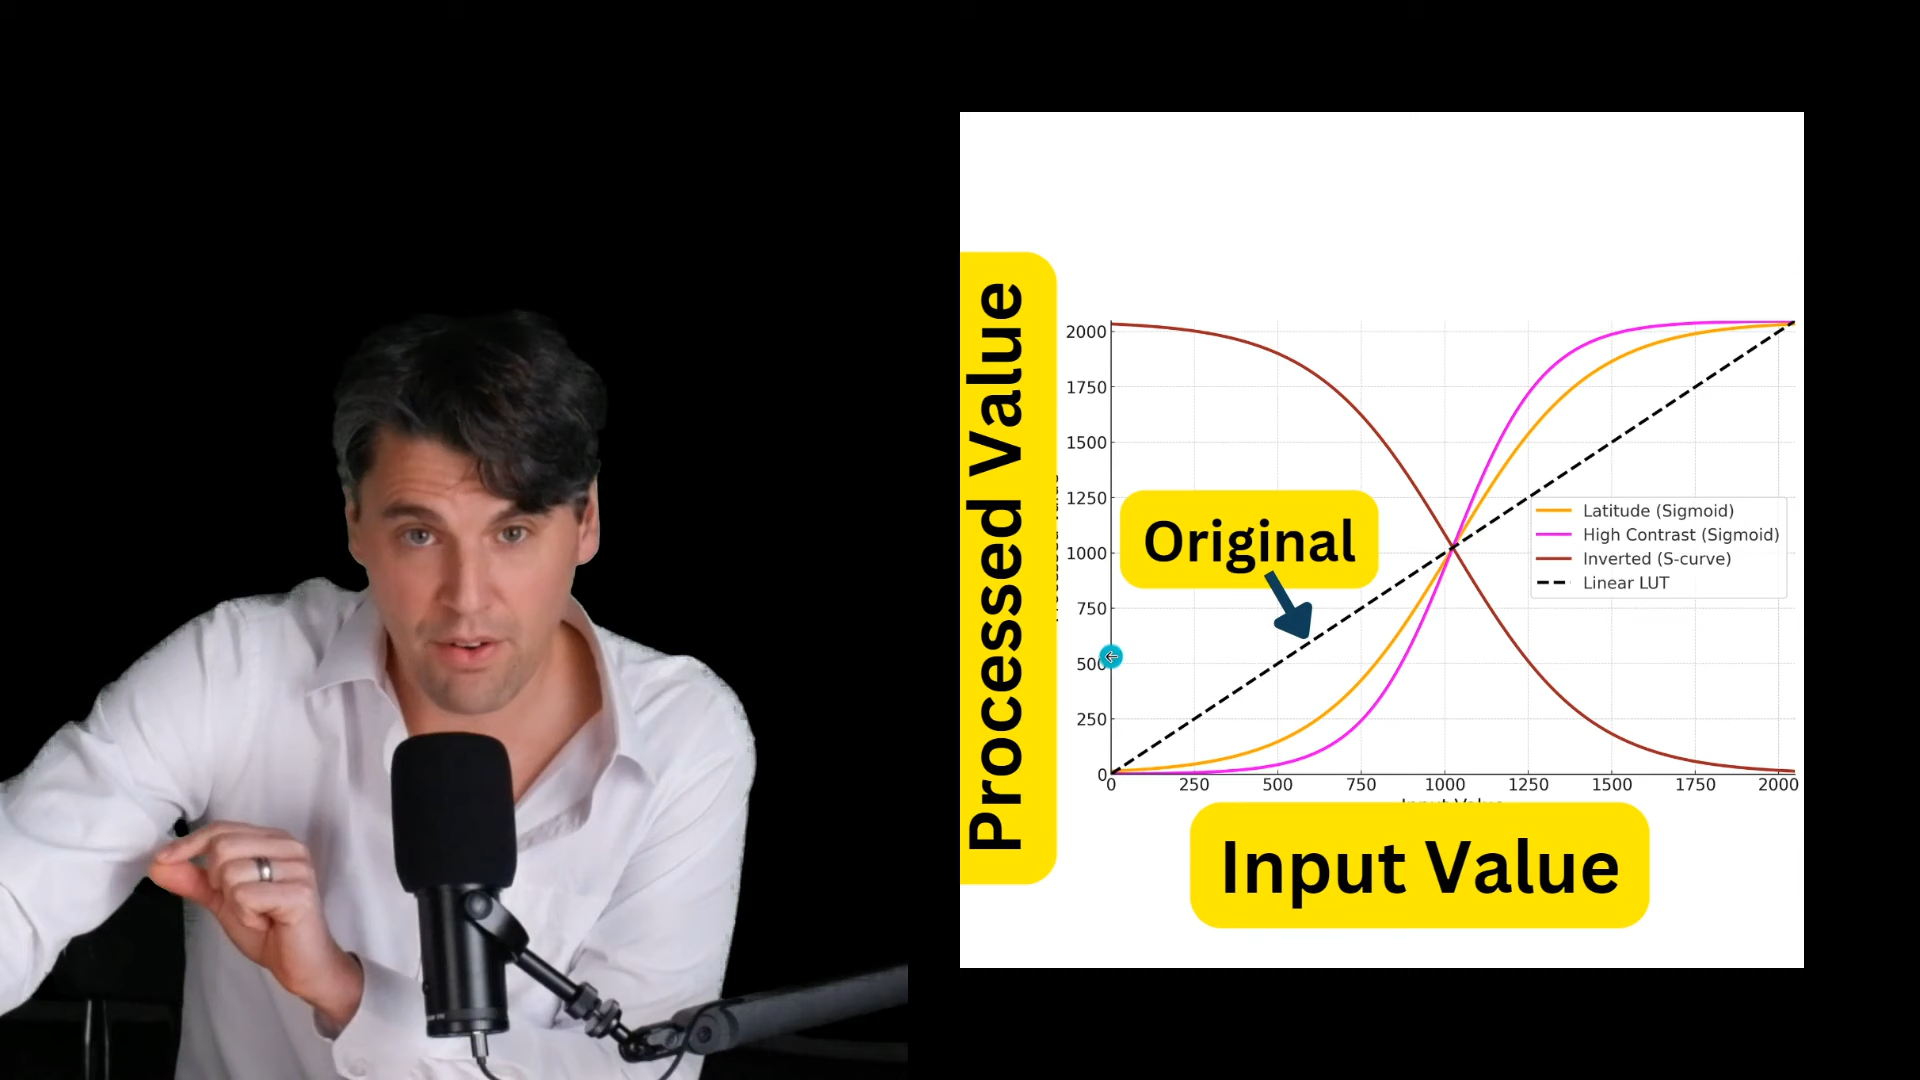 Processed Value
2000
1750
1500
1250
1000
750
500
250
0
Original
Latitude (Sigmoid)
High Contrast (Sigmoid)
Inverted (S-curve)
Linear LUT
0 250 500 750 1000 1250 1500 1750 2000
Input Value